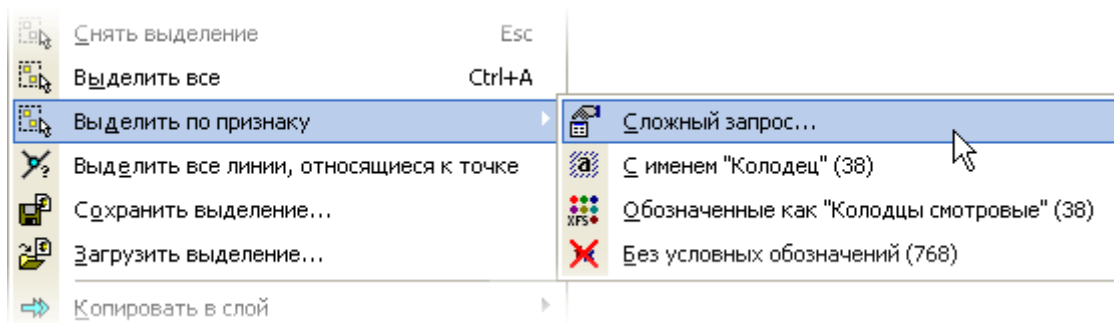 Снять выделение Esc
Выделить все Ctrl+A
Выделить по признаку
Выделить все линии, относящиеся к точке
Сохранить выделение...
Загрузить выделение...
Копировать в слой
Сложный запрос...
С именем "Колодец" (38)
XFS
Обозначенные как "Колодцы смотровые" (38)
Без условных обозначений (768)